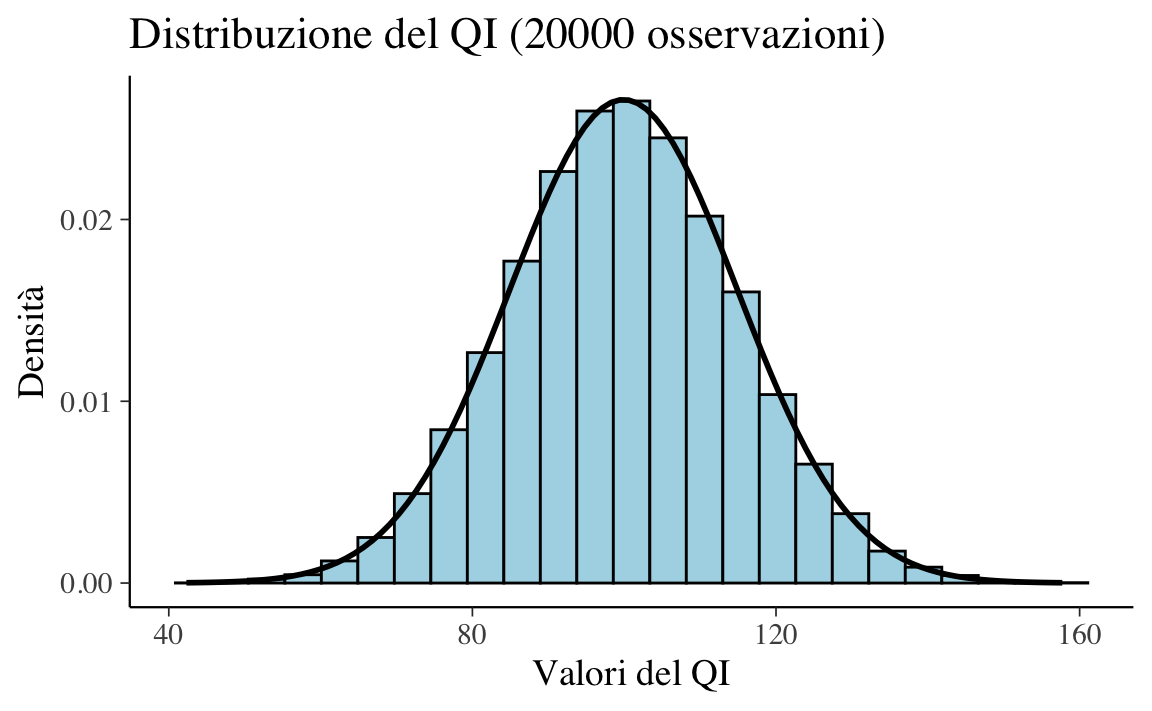 Distribuzione del QI (20000 osservazioni)
Densità
0.02
0.01
0.00
40 80 120 160
Valori del QI